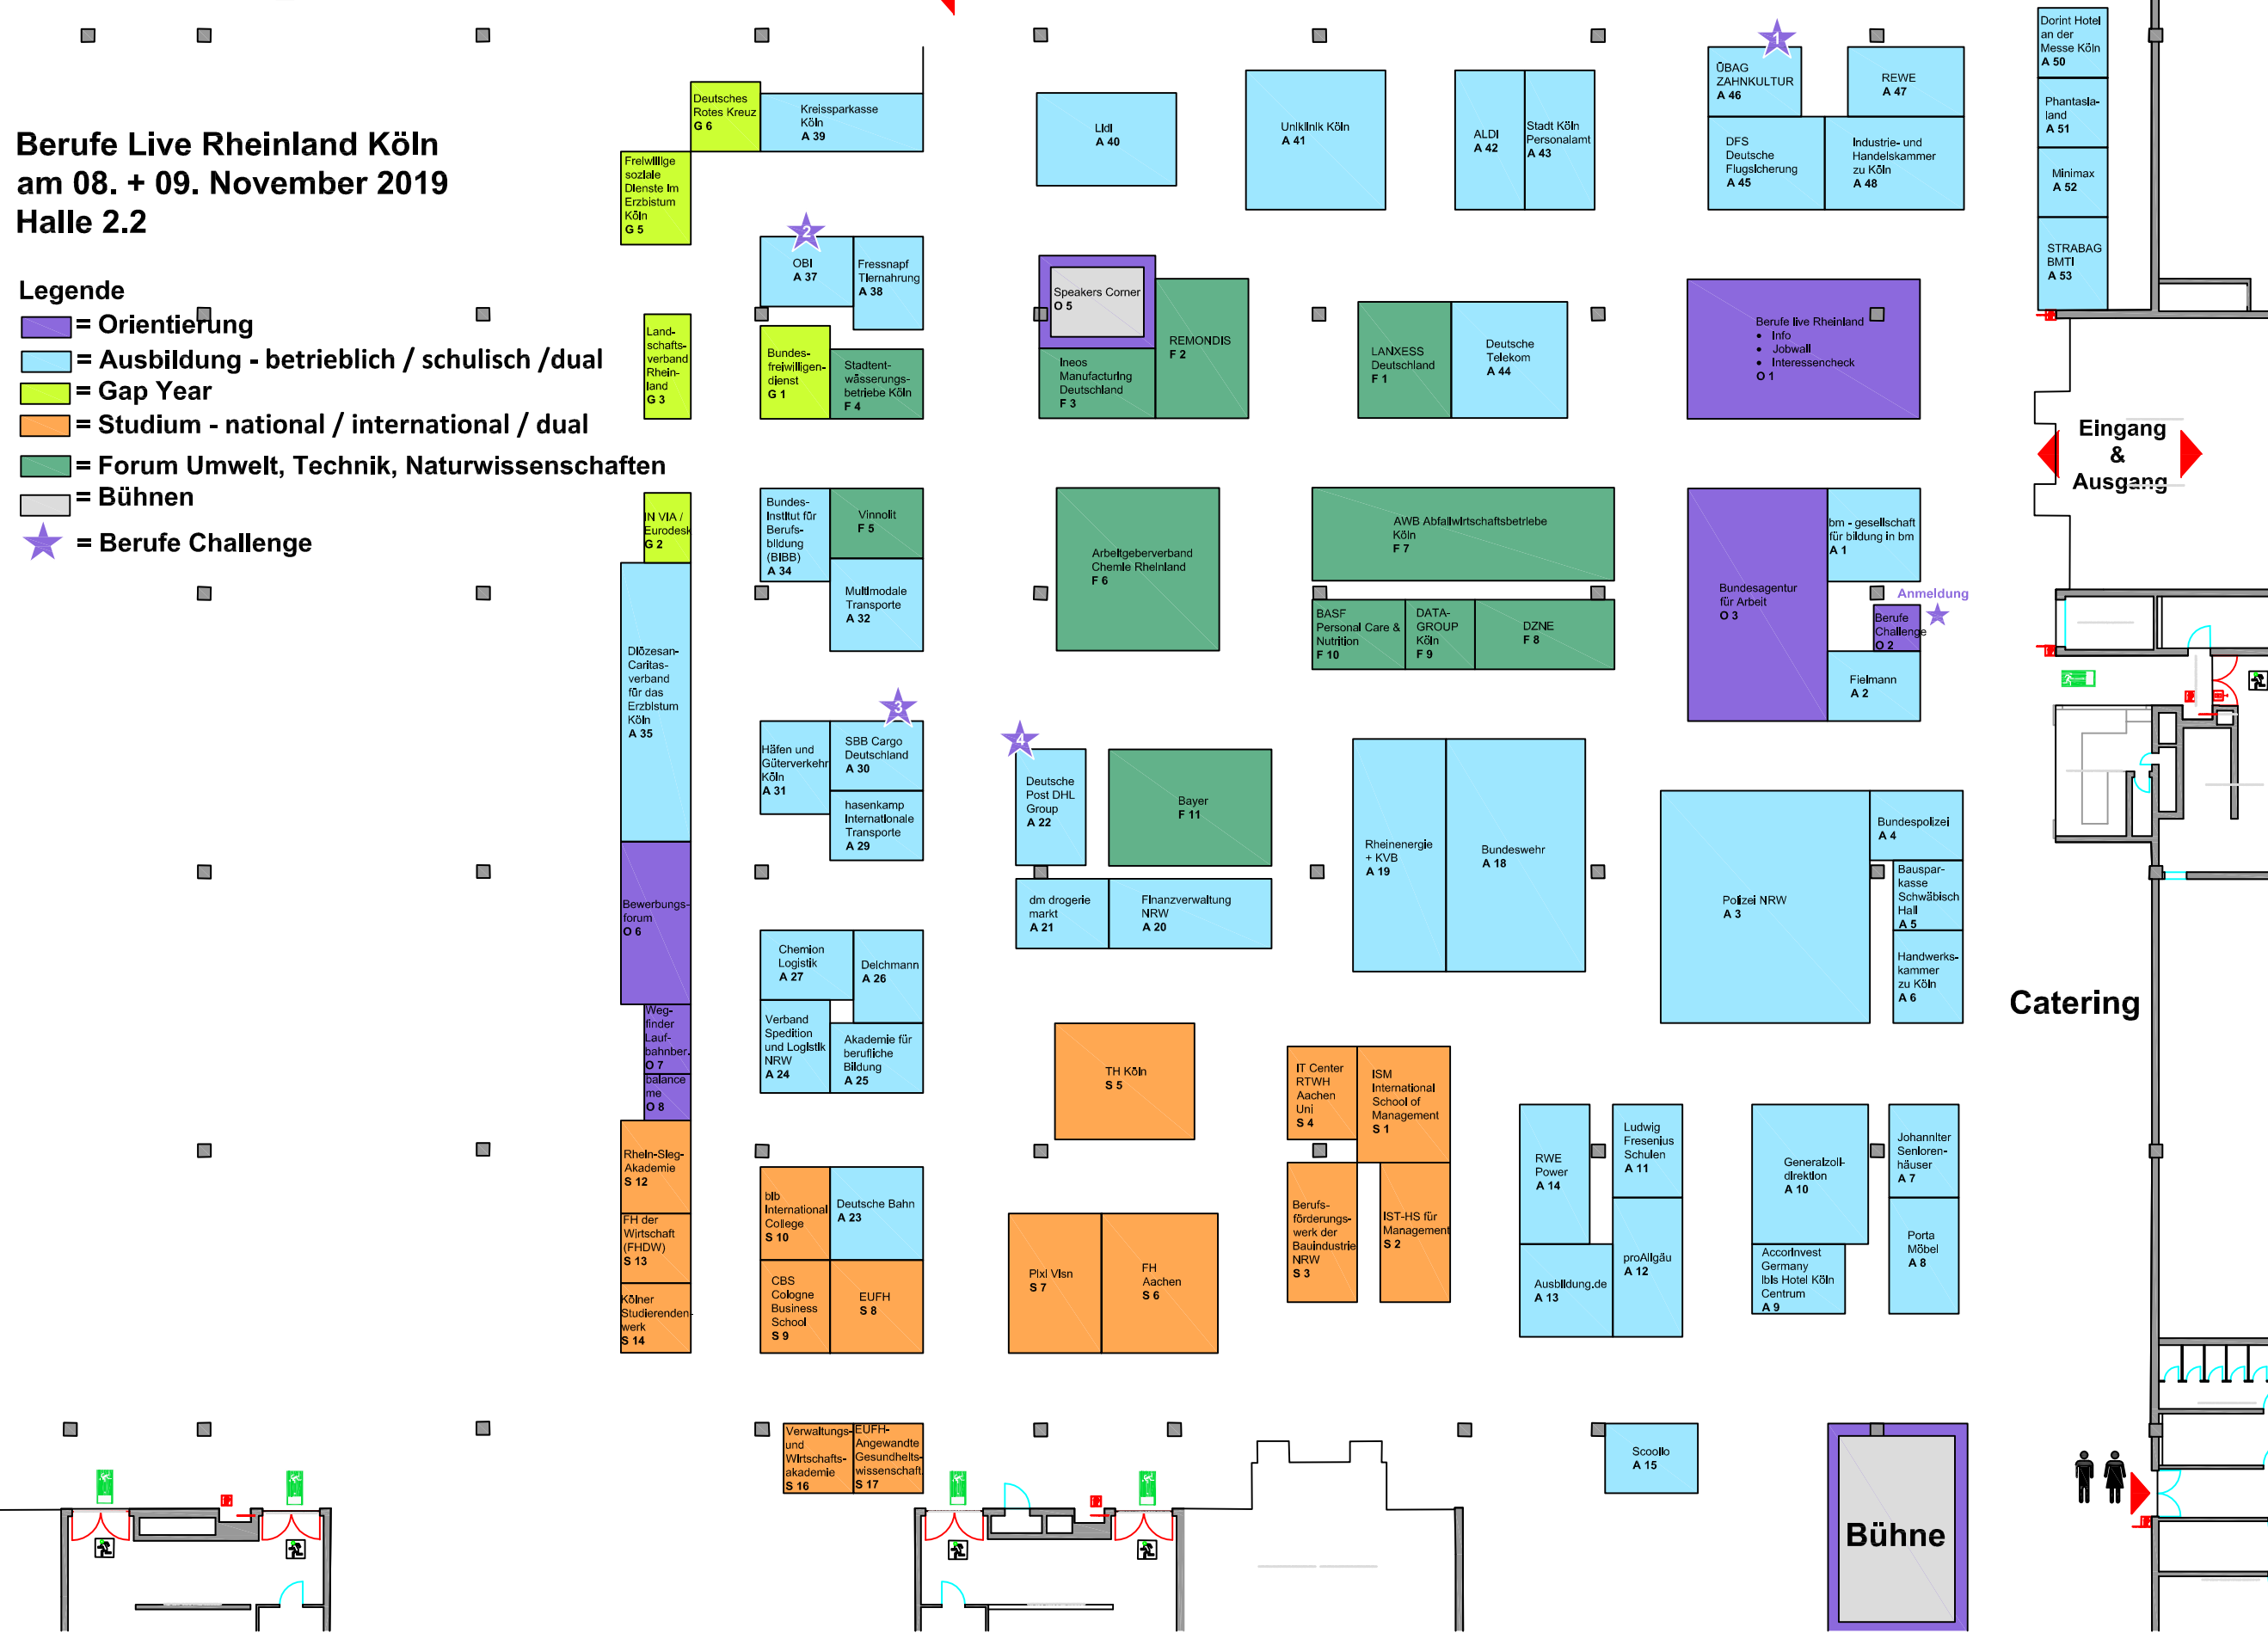 Berufe Live Rheinland Köln
am 08. + 09. November 2019
Halle 2.2
Legende
= Orientierung
= Ausbildung - betrieblich / schulisch /dual
= Gap Year
= Studium - national / international / dual
= Forum Umwelt, Technik, Naturwissenschaften
= Bühnen
= Berufe Challenge
Deutsches
Rotes Kreuz
G 6
Kreissparkasse
Köln
A 39
Freiwillige
soziale
Dienste im
Erzbistum
Köln
G 5
Lidl
A 40
Uniklinik Köln
A 41
ALDI
A 42
Stadt Köln
Personalamt
A 43
1
ÜBAG
ZAHNKULTUR
A 46
REWE
A 47
DFS
Deutsche
Flugsicherung
A 45
Industrie- und
Handelskammer
zu Köln
A 48
Dorint Hotel
an der
Messe Köln
A 50
Phantasia-
land
A 51
Minimax
A 52
STRABAG
BMTI
A 53
2
OBI
A 37
Fressnapf
Tiernahrung
A 38
Land-
schafts-
verband
Rhein-
land
G 3
Bundes-
freiwilligen-
dienst
G 1
Stadtent-
wässerungs-
betriebe Köln
F 4
Speakers Corner
O 5
REMONDIS
F 2
Ineos
Manufacturing
Deutschland
F 3
LANXESS
Deutschland
F 1
Deutsche
Telekom
A 44
Berufe live Rheinland
• Info
• Jobwall
• Interessencheck
O 1
Eingang
&
Ausgang
IN VIA /
Eurodesk
G 2
Bundes-
institut für
Berufs-
bildung
(BIBB)
A 34
Vinnolit
F 5
Multimodale
Transporte
A 32
Arbeitgeberverband
Chemie Rheinland
F 6
AWB Abfallwirtschaftsbetriebe
Köln
F 7
BASF
Personal Care &
Nutrition
F 10
DATA-
GROUP
Köln
F 9
DZNE
F 8
Bundesagentur
für Arbeit
O 3
bm - gesellschaft
für bildung in bm
A 1
Anmeldung
Berufe
Challenge
O 2
Fielmann
A 2
Diözesan-
Caritas-
verband
für das
Erzbistum
Köln
A 35
3
Häfen und
Güterverkehr
Köln
A 31
SBB Cargo
Deutschland
A 30
hasenkamp
Internationale
Transporte
A 29
4
Deutsche
Post DHL
Group
A 22
Bayer
F 11
dm drogerie
markt
A 21
Finanzverwaltung
NRW
A 20
Rheinenergie
+ KVB
A 19
Bundeswehr
A 18
Polizei NRW
A 3
Bundespolizei
A 4
Bauspar-
kasse
Schwäbisch
Hall
A 5
Handwerks-
kammer
zu Köln
A 6
Catering
Bewerbungs-
forum
O 6
Weg-
finder
Lauf-
bahnber.
O 7
balance
me
O 8
Chemion
Logistik
A 27
Deichmann
A 26
Verband
Spedition
und Logistik
NRW
A 24
Akademie für
berufliche
Bildung
A 25
TH Köln
S 5
IT Center
RTWH
Aachen
Uni
S 4
ISM
International
School of
Management
S 1
Berufs-
förderungs-
werk der
Bauindustrie
NRW
S 3
IST-HS für
Management
S 2
RWE
Power
A 14
Ludwig
Fresenius
Schulen
A 11
Ausbildung.de
A 13
proAllgäu
A 12
Generalzoll-
direktion
A 10
AccorInvest
Germany
Ibis Hotel Köln
Centrum
A 9
Johanniter
Senioren-
häuser
A 7
Porta
Möbel
A 8
Rhein-Sieg-
Akademie
S 12
FH der
Wirtschaft
(FHDW)
S 13
Kölner
Studierenden-
werk
S 14
bib
International
College
S 10
Deutsche Bahn
A 23
CBS
Cologne
Business
School
S 9
EUFH
S 8
Pixl Visn
S 7
FH
Aachen
S 6
Verwaltungs-
und
Wirtschafts-
akademie
S 16
EUFH-
Angewandte
Gesundheits-
wissenschaft.
S 17
Scoolio
A 15
Bühne